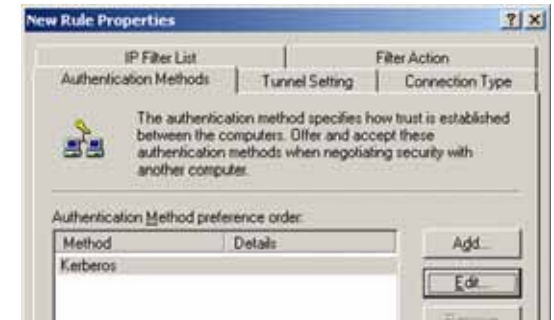 New Rule Properties
IP Filter List Filter Action
Authentication Methods Tunnel Setting Connection Type
The authentication method specifies how trust is established
between the computers. Offer and accept these
authentication methods when negotiating security with
another computer.
Authentication Method preference order:
Method Details Add...
Kerberos
Edit...
Remove